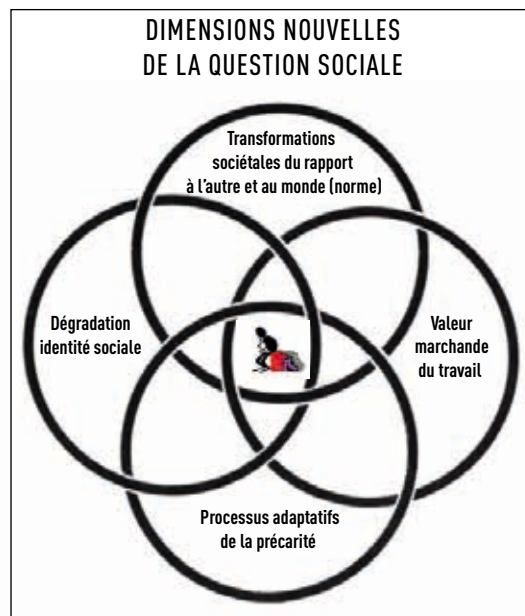 DIMENSIONS NOUVELLES
DE LA QUESTION SOCIALE
Transformations
sociétales du rapport
à l'autre et au monde (norme)
Dégradation
identité sociale
Valeur
marchande
du travail
Processus adaptatifs
de la précarité